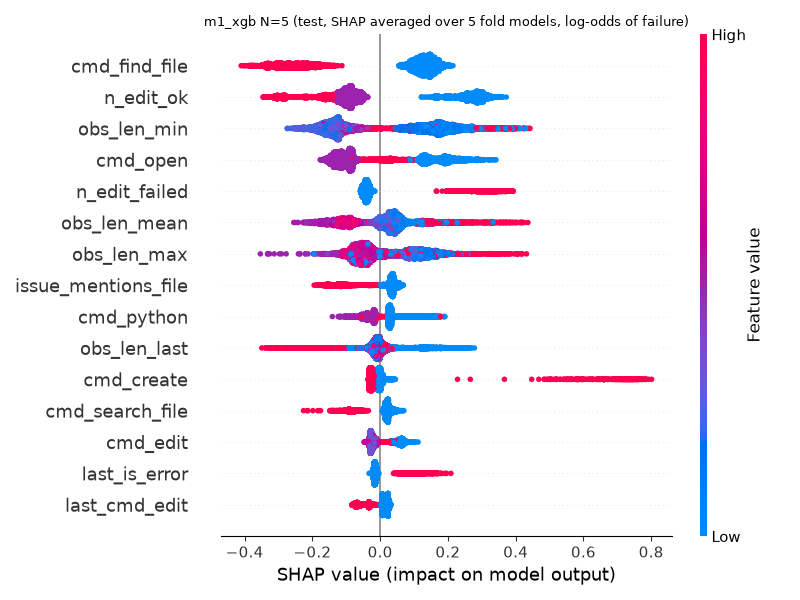 m1_xgb N=5 (test, SHAP averaged over 5 fold models, log-odds of failure)
High
cmd_find_file
n_edit_ok
obs_len_min
cmd_open
n_edit_failed
obs_len_mean
obs_len_max
issue_mentions_file
cmd_python
obs_len_last
cmd_create
cmd_search_file
cmd_edit
last_is_error
last_cmd_edit
Feature value
Low
−0.4 −0.2 0.0 0.2 0.4 0.6 0.8
SHAP value (impact on model output)